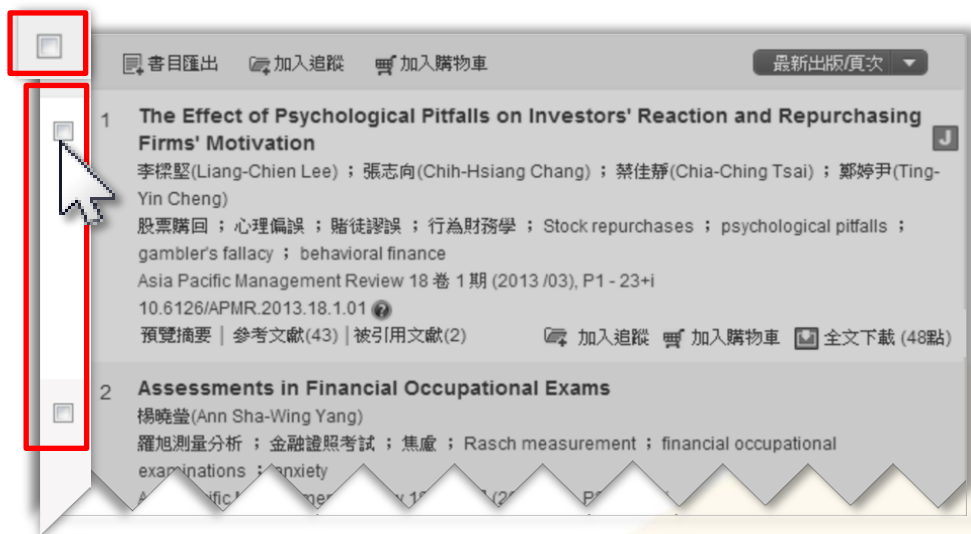 書目匯出 加入追蹤 加入購物車 最新出版/頁次
1 The Effect of Psychological Pitfalls on Investors' Reaction and Repurchasing
Firms' Motivation J
李樑堅(Liang-Chien Lee) ; 張志向(Chih-Hsiang Chang) ; 蔡佳靜(Chia-Ching Tsai) ; 鄭婷尹(Ting-
Yin Cheng)
股票購回 ; 心理偏誤 ; 賭徒謬誤 ; 行為財務學 ; Stock repurchases ; psychological pitfalls ;
gambler's fallacy ; behavioral finance
Asia Pacific Management Review 18 卷 1 期 (2013 /03), P1 - 23+i
10.6126/APMR.2013.18.1.01
預覽摘要 | 參考文獻(43) | 被引用文獻(2) 加入追蹤 加入購物車 全文下載 (48點)
2 Assessments in Financial Occupational Exams
楊曉瑩(Ann Sha-Wing Yang)
羅旭測量分析 ; 金融證照考試 ; 焦慮 ; Rasch measurement ; financial occupational
examinations ; anxiety